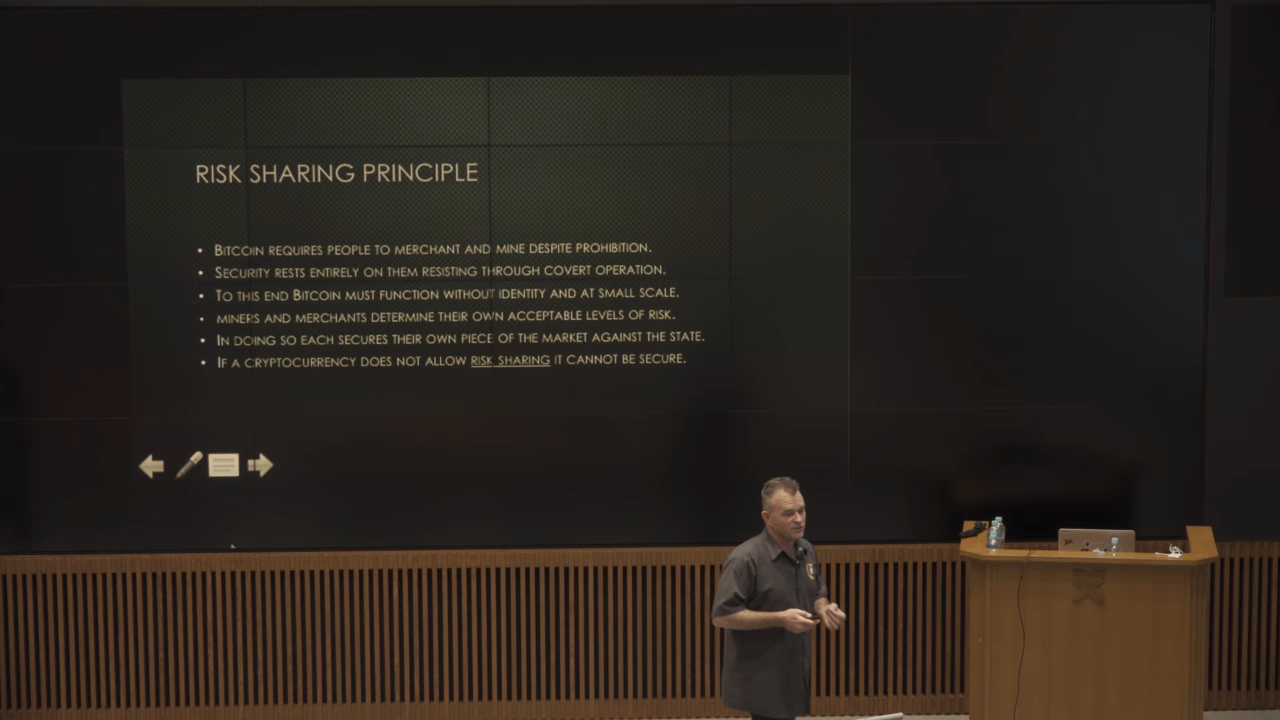 RISK SHARING PRINCIPLE
• BITCOIN REQUIRES PEOPLE TO MERCHANT AND MINE DESPITE PROHIBITION.
• SECURITY RESTS ENTIRELY ON THEM RESISTING THROUGH COVERT OPERATION.
• TO THIS END BITCOIN MUST FUNCTION WITHOUT IDENTITY AND AT SMALL SCALE.
• MINERS AND MERCHANTS DETERMINE THEIR OWN ACCEPTABLE LEVELS OF RISK.
• IN DOING SO EACH SECURES THEIR OWN PIECE OF THE MARKET AGAINST THE STATE.
• IF A CRYPTOCURRENCY DOES NOT ALLOW RISK SHARING IT CANNOT BE SECURE.